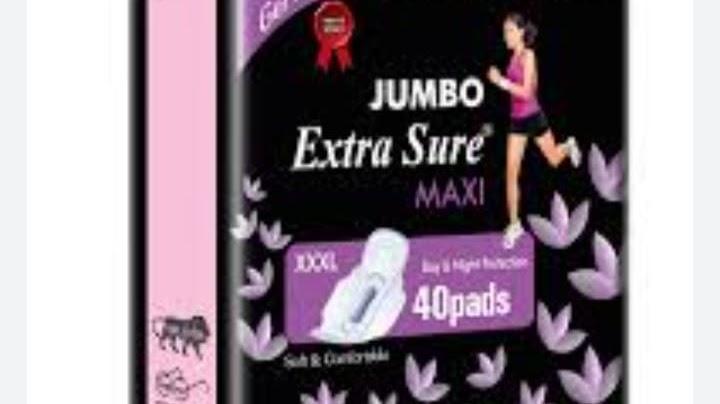 JUMBO
Extra Sure®
MAXI
XXXL
Day & Night Protection
40pads
Soft & Comfortable